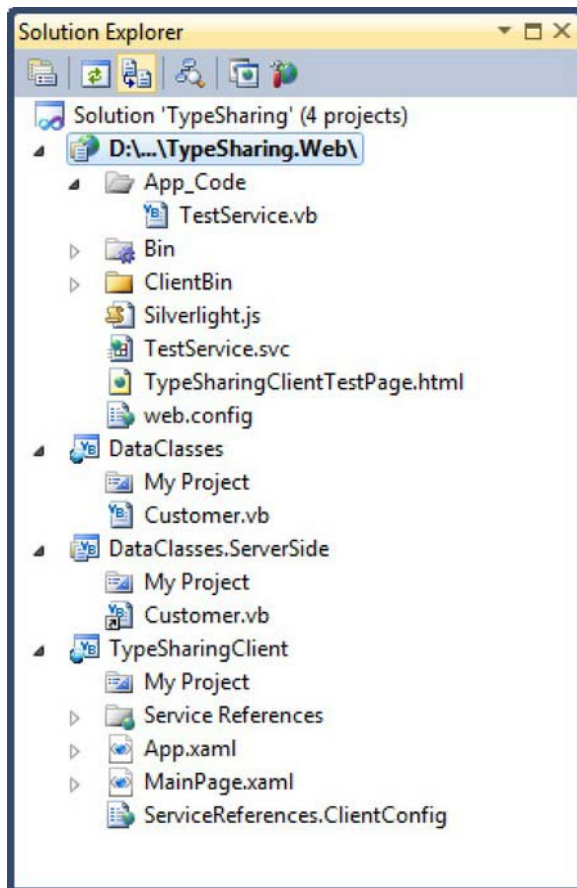 Solution Explorer
Solution 'TypeSharing' (4 projects)
D:\...\TypeSharing.Web\
App_Code
TestService.vb
Bin
ClientBin
Silverlight.js
TestService.svc
TypeSharingClientTestPage.html
web.config
DataClasses
My Project
Customer.vb
DataClasses.ServerSide
My Project
Customer.vb
TypeSharingClient
My Project
Service References
App.xaml
MainPage.xaml
ServiceReferences.ClientConfig